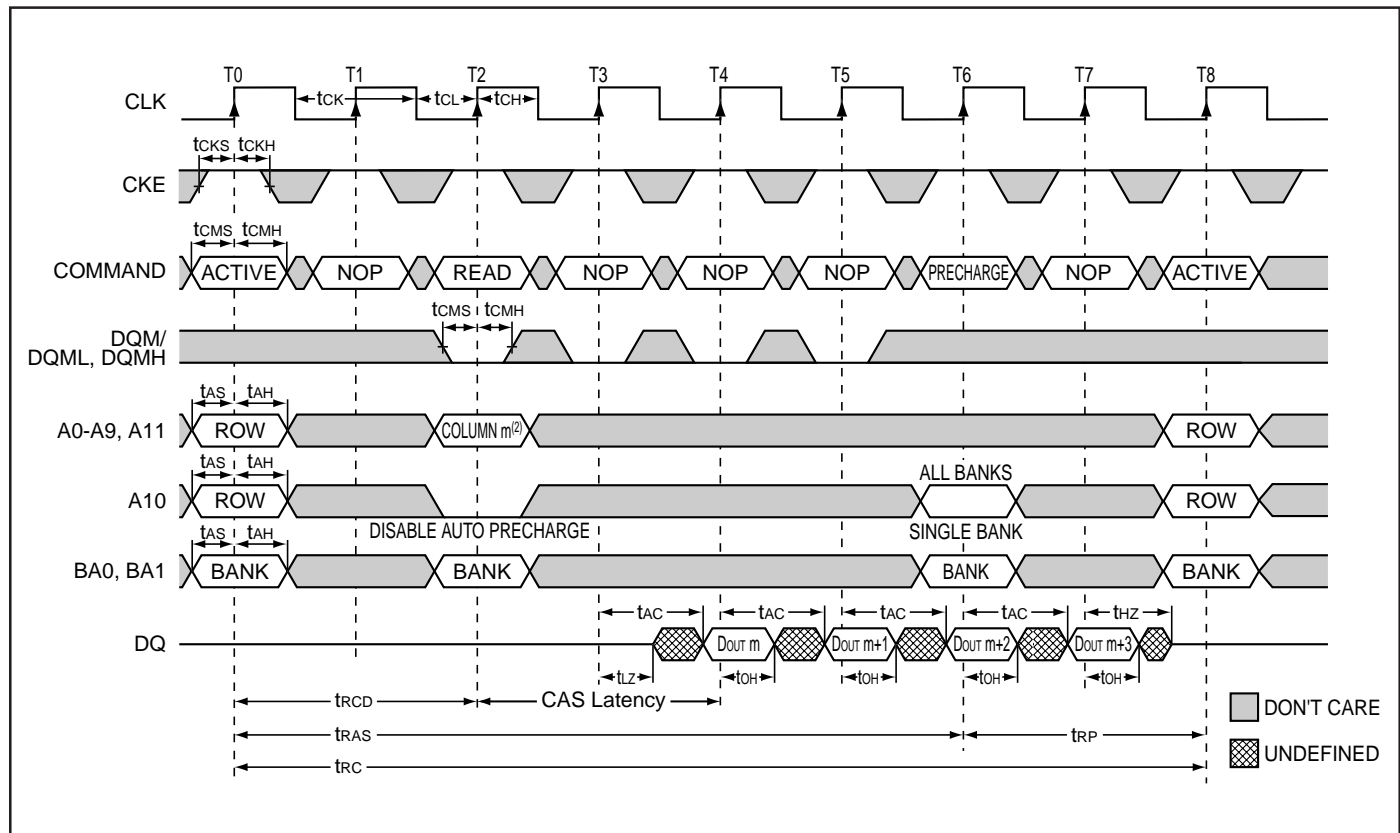 T0 T1 T2 T3 T4 T5 T6 T7 T8
CLK
tCK tCL tCH
tCKS tCKH
CKE
tCMS tCMH
COMMAND
ACTIVE NOP READ NOP NOP NOP PRECHARGE NOP ACTIVE
tCMS tCMH
DQM/
DQML, DQMH
tAS tAH
A0-A9, A11
ROW COLUMN m(2) ROW
tAS tAH
ALL BANKS
A10
ROW ROW
DISABLE AUTO PRECHARGE SINGLE BANK
tAS tAH
BA0, BA1
BANK BANK BANK BANK
tAC tAC tAC tAC tHZ
DQ
DOUT m DOUT m+1 DOUT m+2 DOUT m+3
tLZ tOH tOH tOH tOH
tRCD CAS Latency
DON'T CARE
tRAS tRP
UNDEFINED
tRC